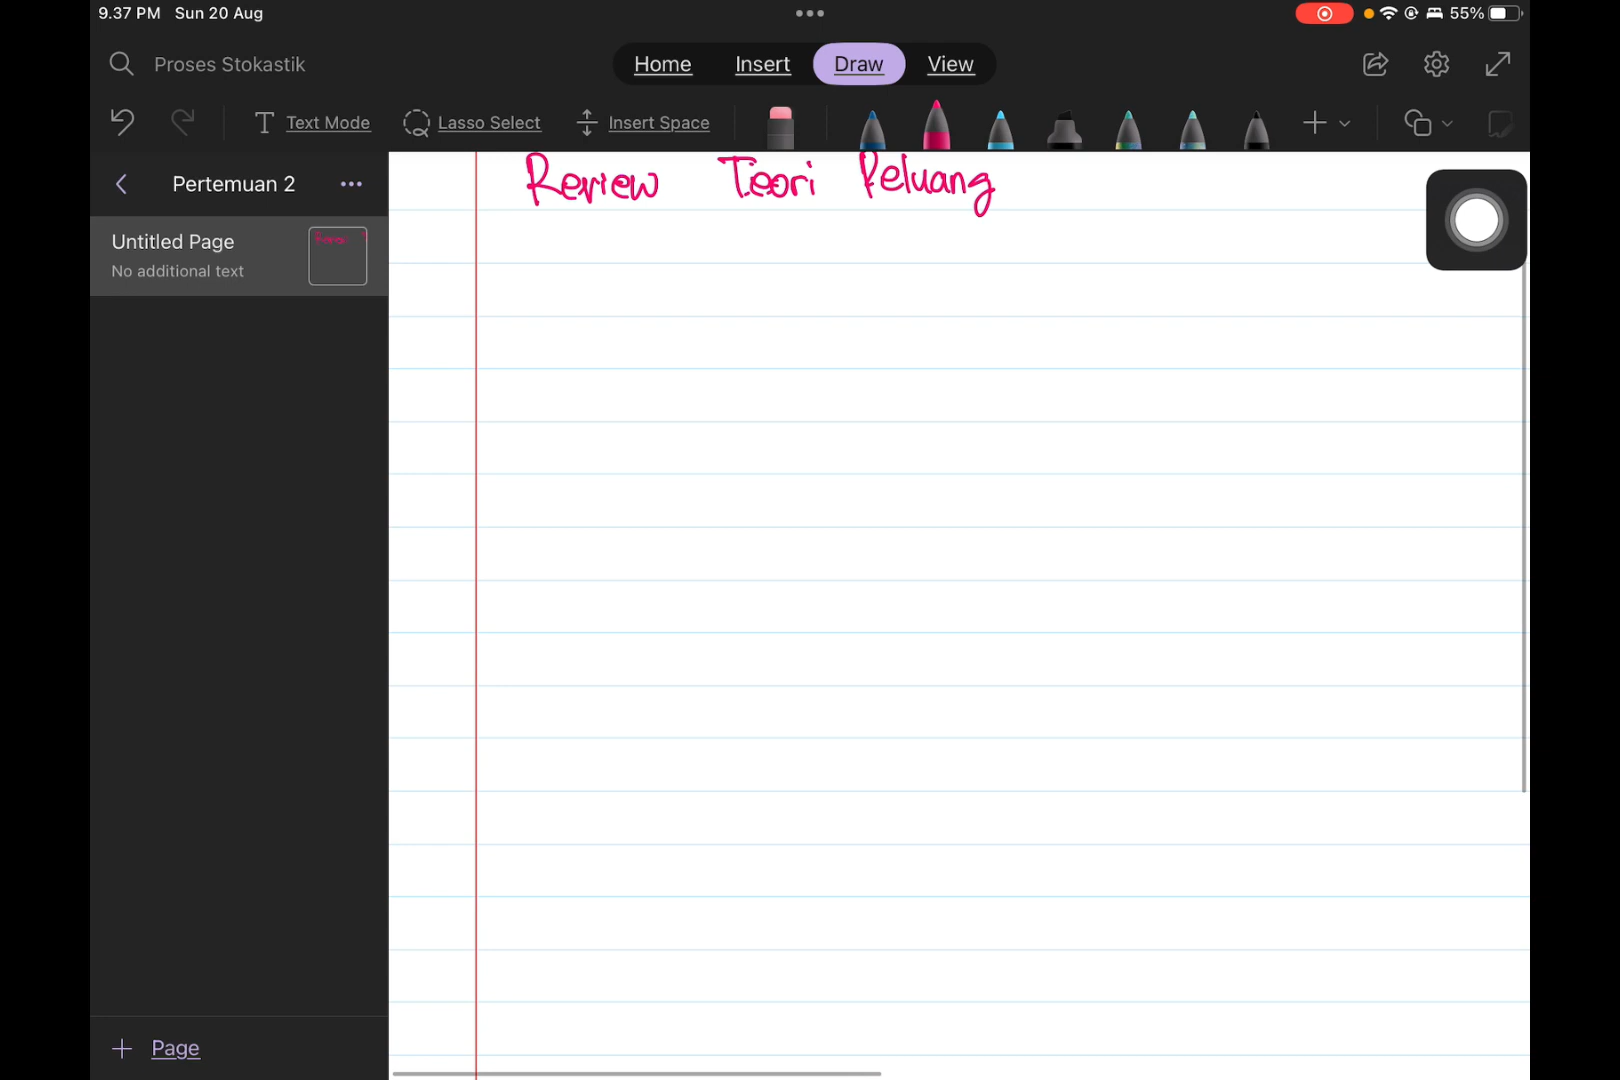 9.37 PM Sun 20 Aug 55%
Proses Stokastik Home Insert Draw View
Text Mode Lasso Select Insert Space
Pertemuan 2
Review Teori Peluang
Untitled Page
No additional text
Page